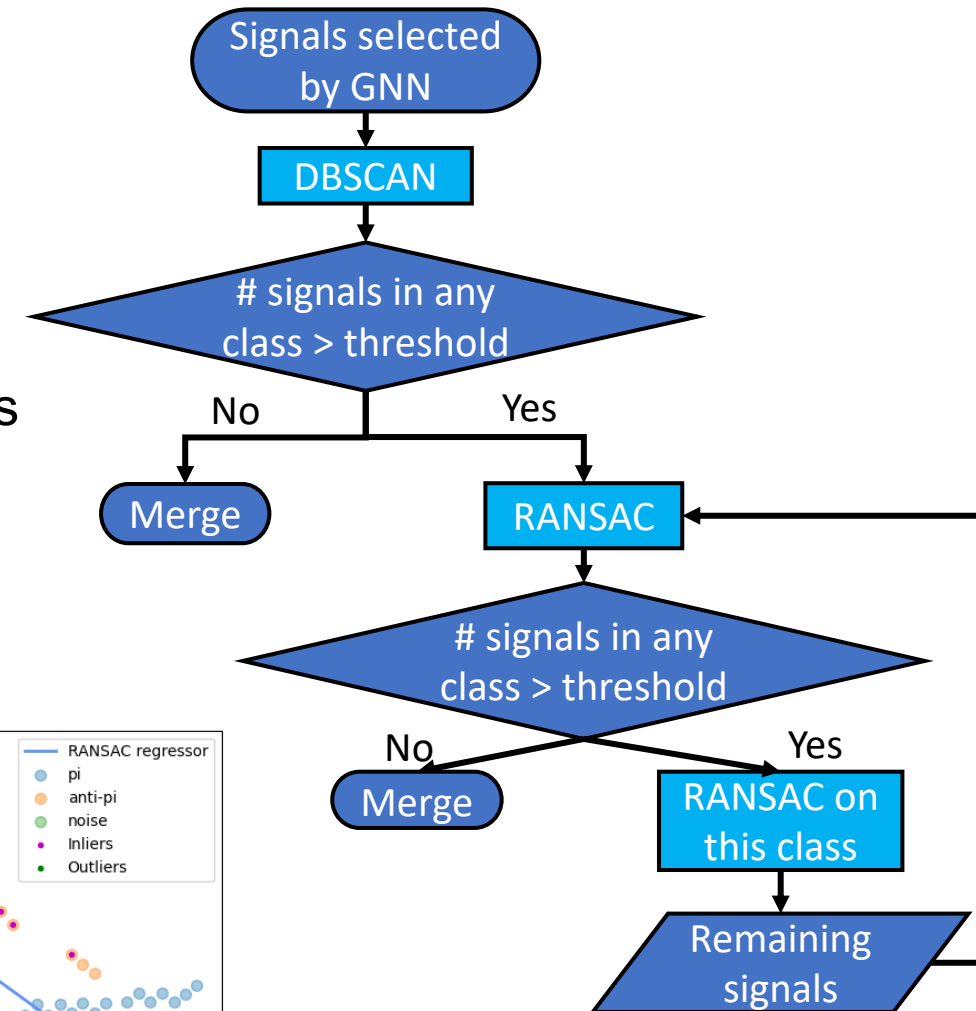 Signals selected
by GNN
DBSCAN
# signals in any
class > threshold
s
No
Yes
Merge
RANSAC
# signals in any
class > threshold
No
Yes
Merge
RANSAC on
this class
Remaining
signals
RANSAC regressor
pi
anti-pi
noise
Inliers
Outliers